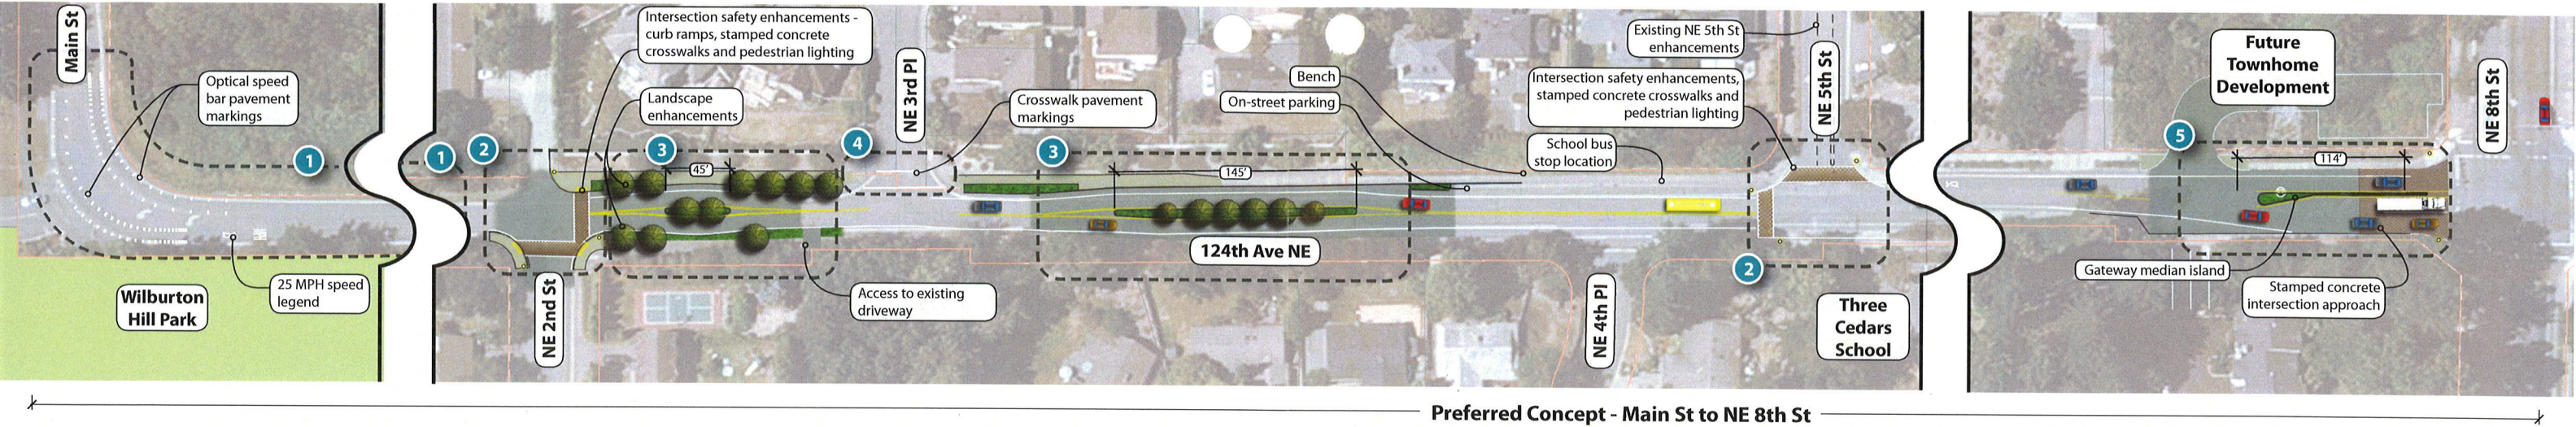 Main St
Optical speed
bar pavement
markings
1
25 MPH speed
legend
Wilburton
Hill Park
1
2
Intersection safety enhancements -
curb ramps, stamped concrete
crosswalks and pedestrian lighting
Landscape
enhancements
3
45'
4
NE 3rd Pl
Crosswalk pavement
markings
NE 2nd St
Access to existing
driveway
3
145'
124th Ave NE
Bench
On-street parking
Existing NE 5th St
enhancements
Intersection safety enhancements,
stamped concrete crosswalks and
pedestrian lighting
School bus
stop location
NE 5th St
NE 4th Pl
2
Three
Cedars
School
Future
Townhome
Development
5
114'
NE 8th St
Gateway median island
Stamped concrete
intersection approach
Preferred Concept - Main St to NE 8th St